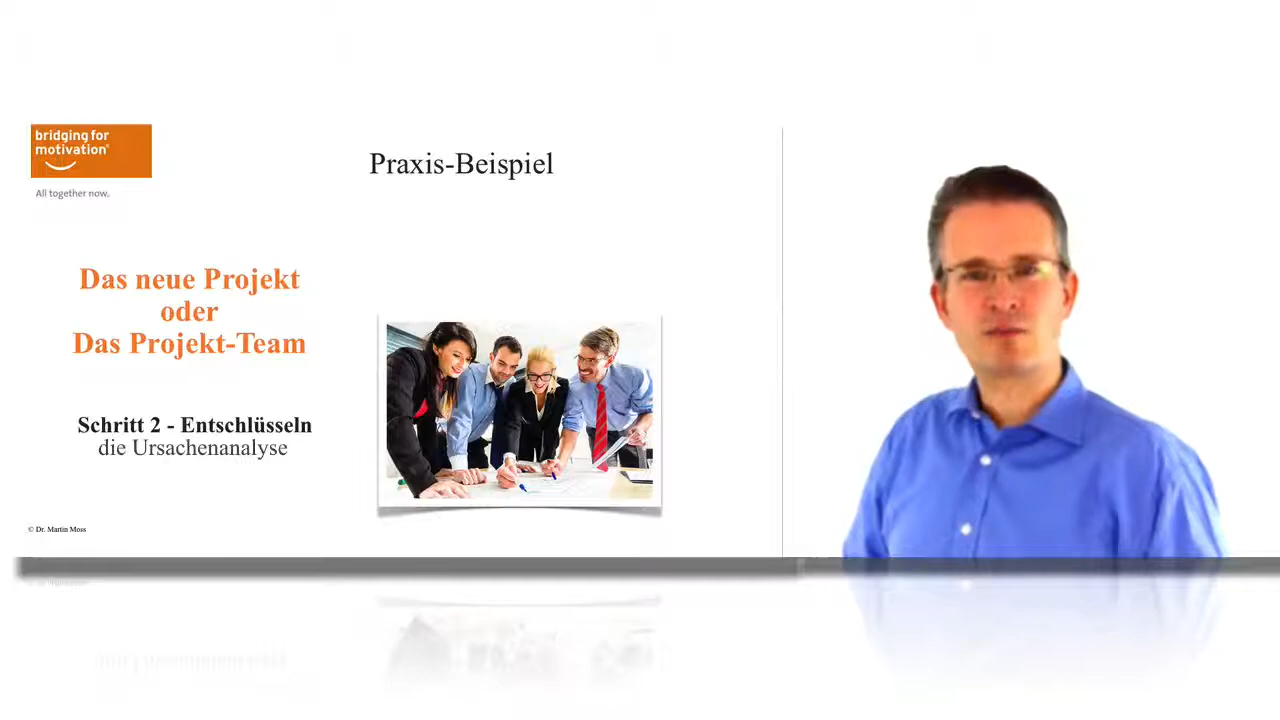 bridging for
motivation®
All together now.
Praxis-Beispiel
Das neue Projekt
oder
Das Projekt-Team
Schritt 2 - Entschlüsseln
die Ursachenanalyse
© Dr. Martin Moss